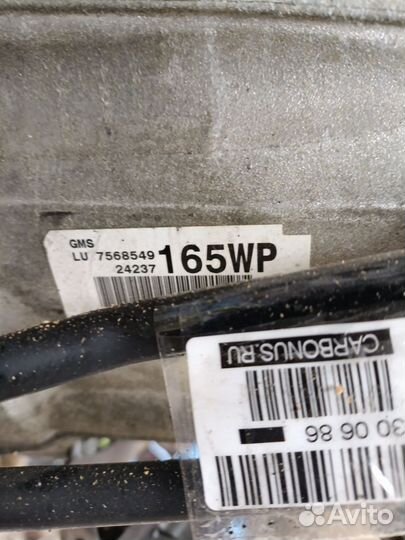 GMS
LU 7568549
24237
165WP
CARBONUS.RU
30 06 86
Avito